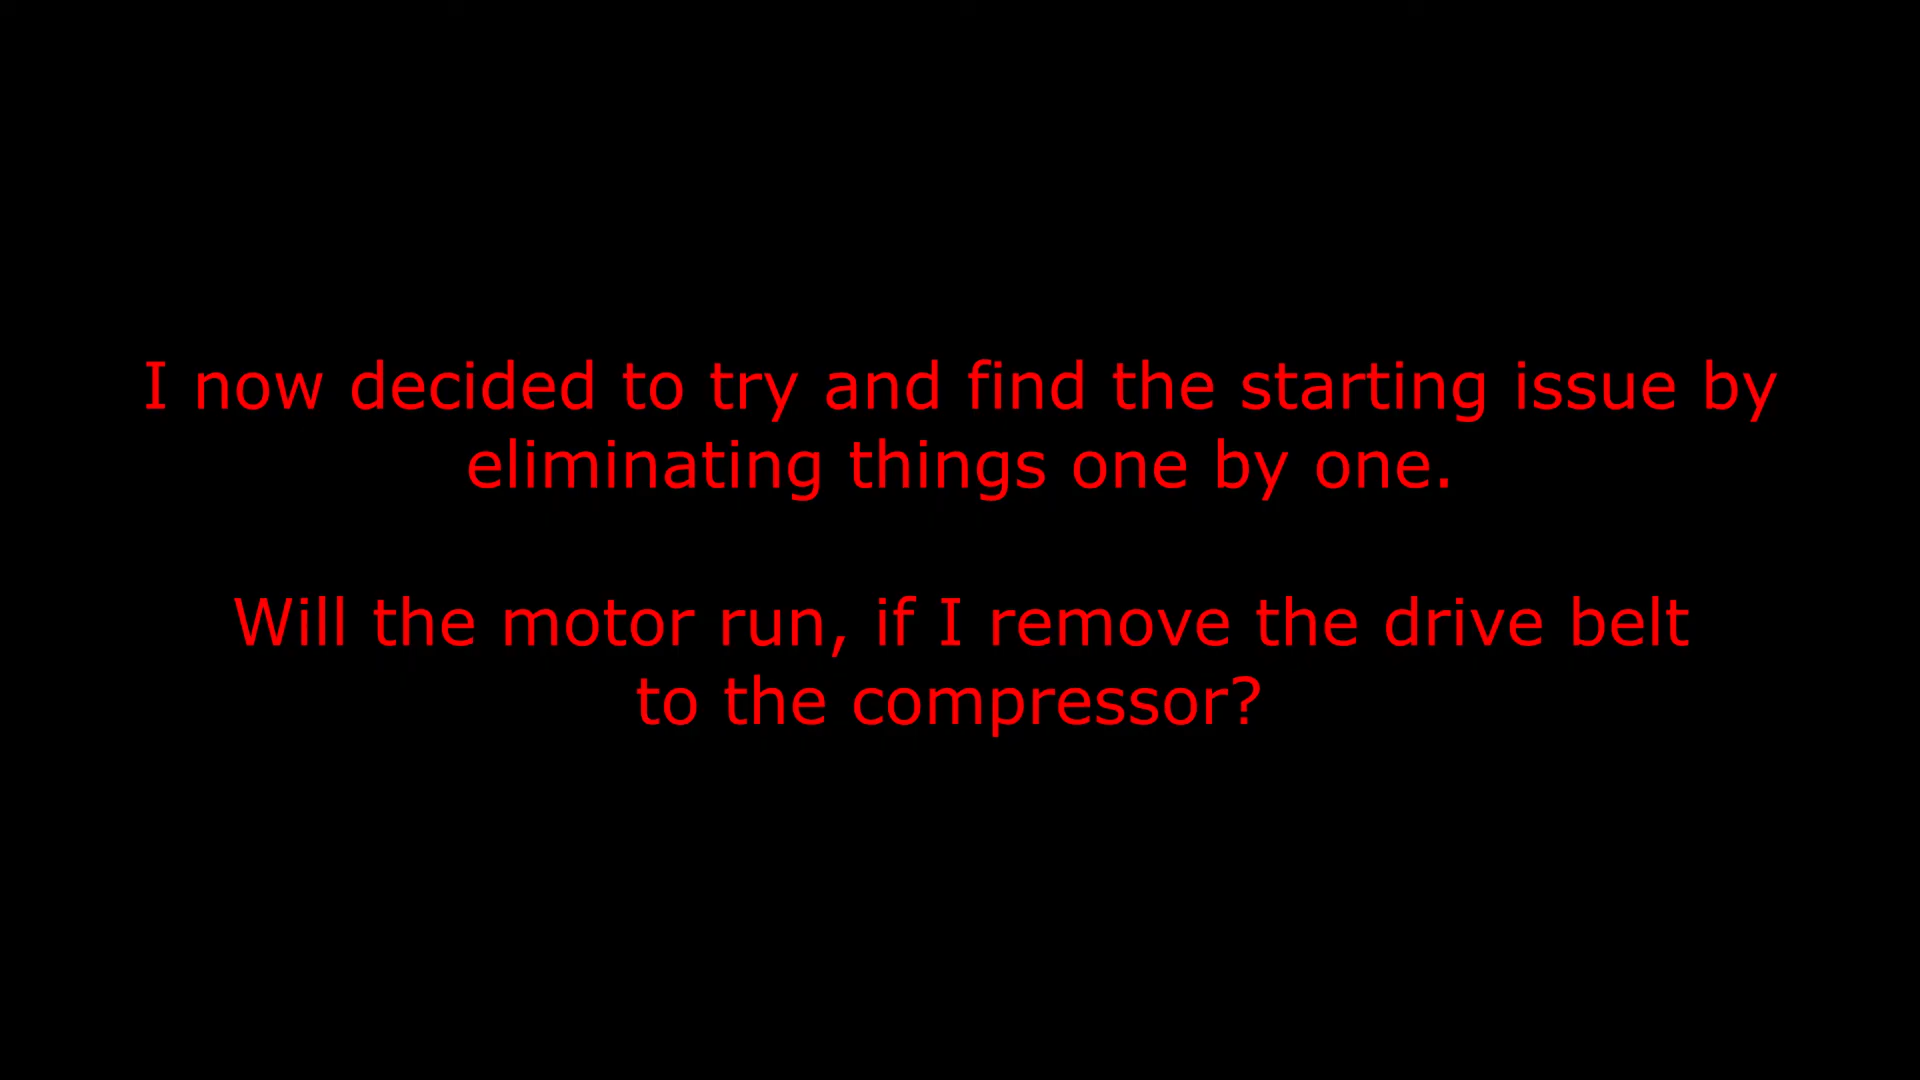 I now decided to try and find the starting issue by
eliminating things one by one.
Will the motor run, if I remove the drive belt
to the compressor?